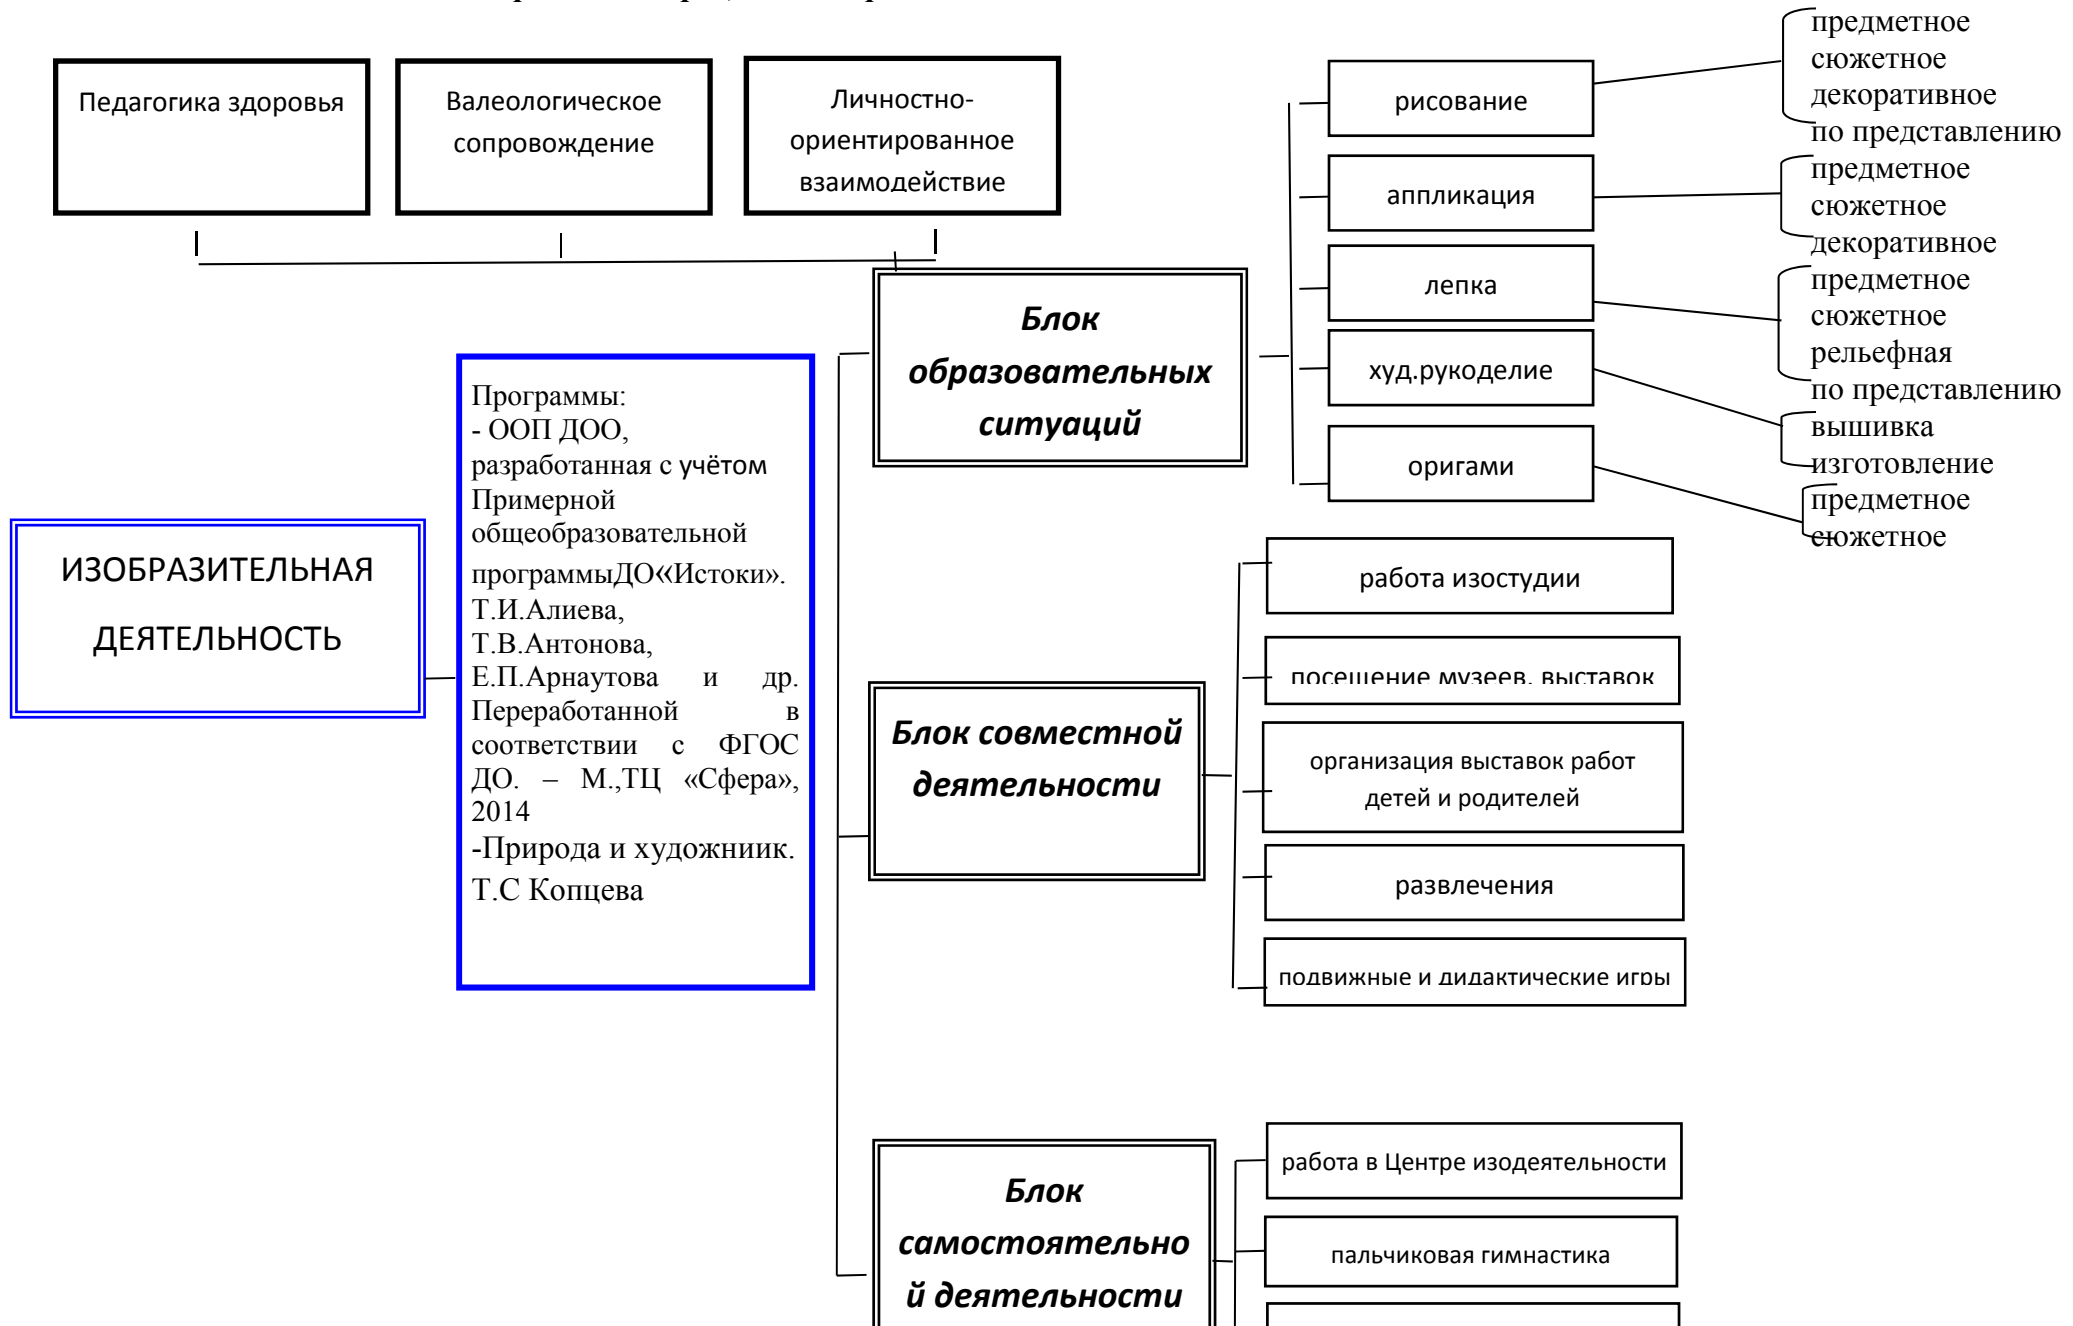 Педагогика здоровья
Валеологическое
сопровождение
Личностно-
ориентированное
взаимодействие
ИЗОБРАЗИТЕЛЬНАЯ
ДЕЯТЕЛЬНОСТЬ
Программы:
- ООП ДОО,
разработанная с учётом
Примерной
общеобразовательной
программыДО«Истоки».
Т.И.Алиева,
Т.В.Антонова,
Е.П.Арнаутова и др.
Переработанной в
соответствии с ФГОС
ДО. – М.,ТЦ «Сфера»,
2014
-Природа и художниик.
Т.С Копцева
Блок
образовательных
ситуаций
рисование
предметное
сюжетное
декоративное
по представлению
аппликация
предметное
сюжетное
декоративное
лепка
предметное
сюжетное
рельефная
по представлению
худ.рукоделие
вышивка
изготовление
оригами
предметное
сюжетное
Блок совместной
деятельности
работа изостудии
посещение музеев, выставок
организация выставок работ
детей и родителей
развлечения
подвижные и дидактические игры
Блок
самостоятельно
й деятельности
работа в Центре изодеятельности
пальчиковая гимнастика